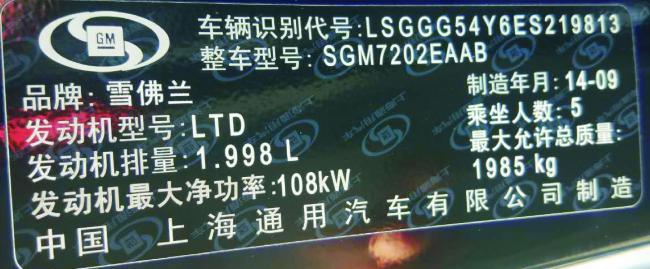 GM
车辆识别代号:LSGGG54Y6ES219813
整车型号:SGM7202EAAB
品牌:雪佛兰
制造年月:14-09
发动机型号:LTD
乘坐人数:5
发动机排量:1.998 L
最大允许总质量:
1985 kg
发动机最大净功率:108kW
中国 上海通用汽车有限公司制造